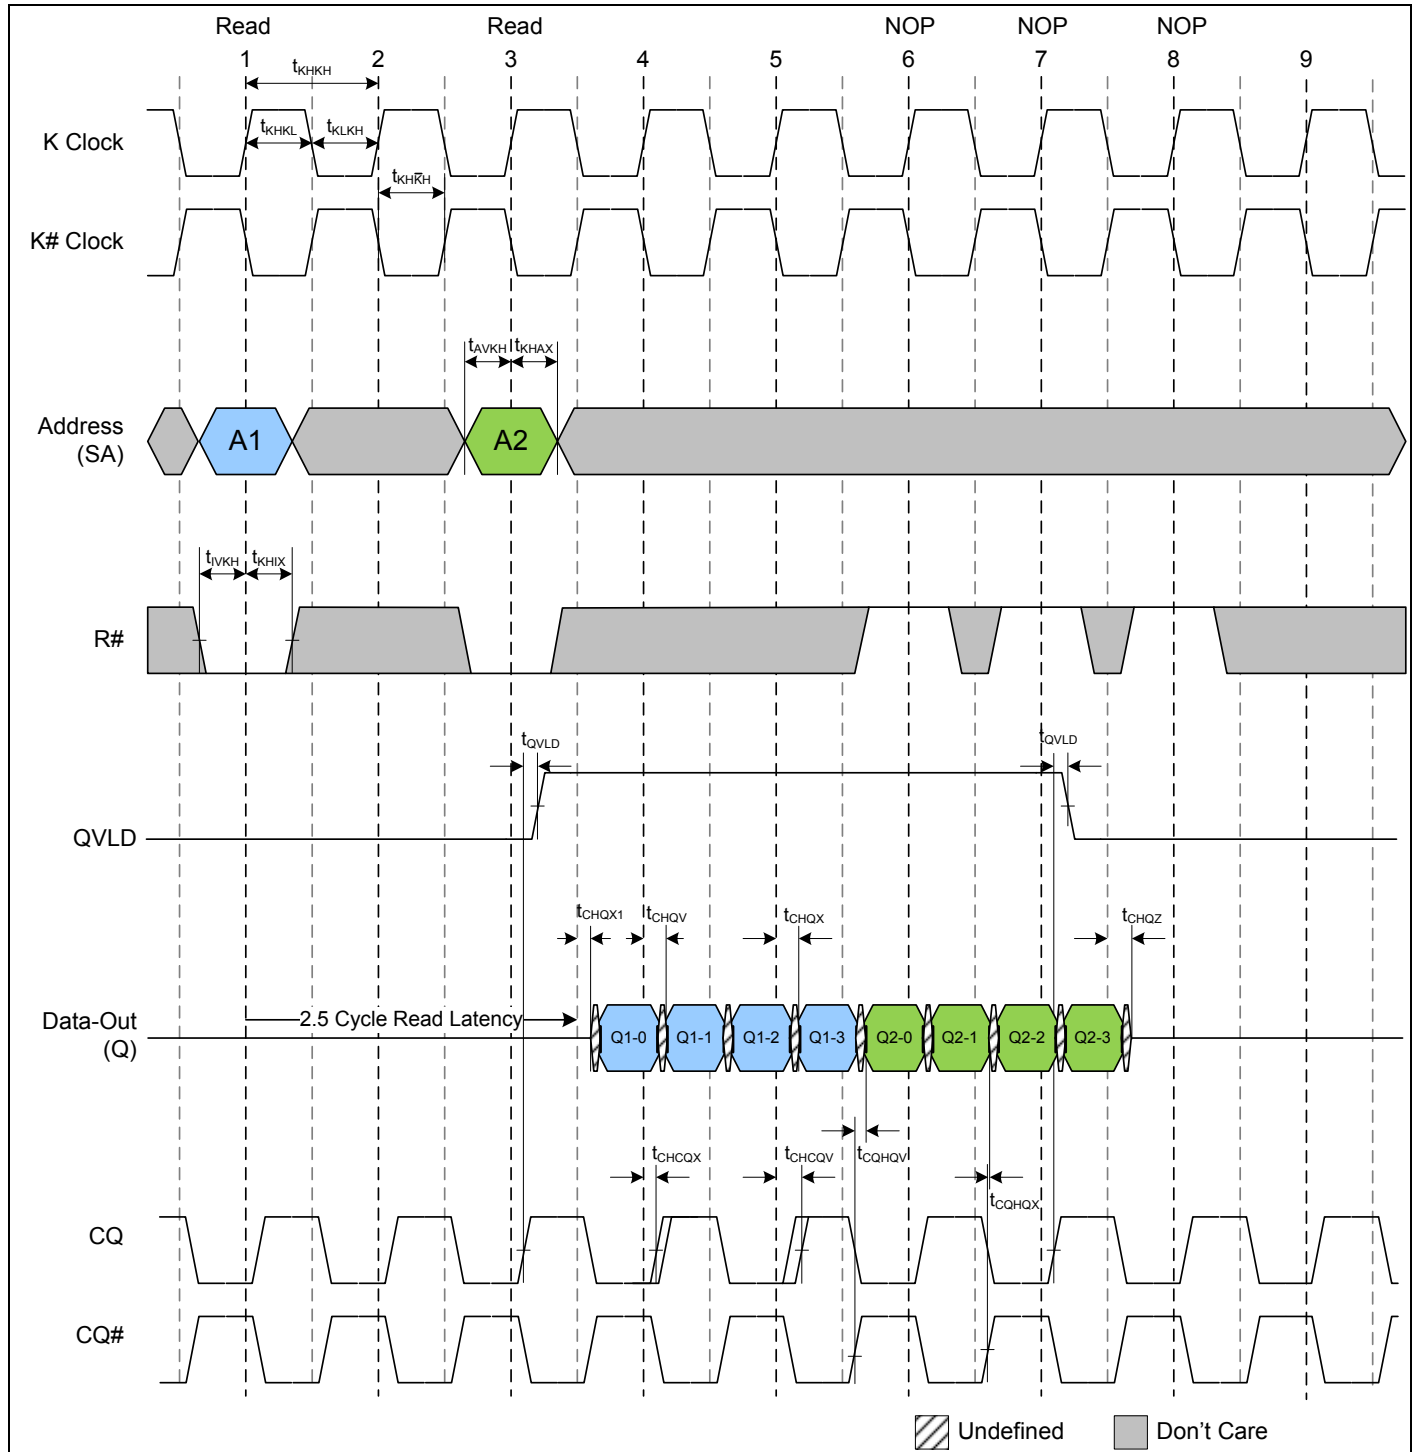 Read Read NOP NOP NOP
1 2 3 4 5 6 7 8 9
tKHKH
K Clock
tKHKL tKLKH
tKHK̅H
K# Clock
tAVKH tKHAX
Address
(SA)
A1 A2
tIVKH tKHIX
R#
tQVLD tQVLD
QVLD
tCHQX1 tCHQV tCHQX tCHQZ
Data-Out
(Q)
2.5 Cycle Read Latency
Q1-0 Q1-1 Q1-2 Q1-3 Q2-0 Q2-1 Q2-2 Q2-3
tCHCQX tCHCQV tCQHQV
tCQHQX
CQ
CQ#
Undefined Don't Care